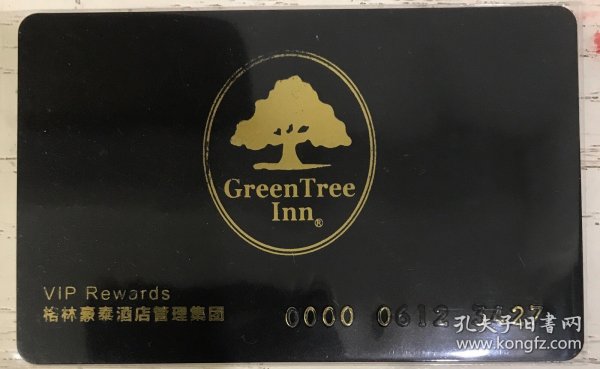 GreenTree
Inn®
VIP Rewards
格林豪泰酒店管理集團
0000 0612
孔夫子旧书网
www.kongfz.com